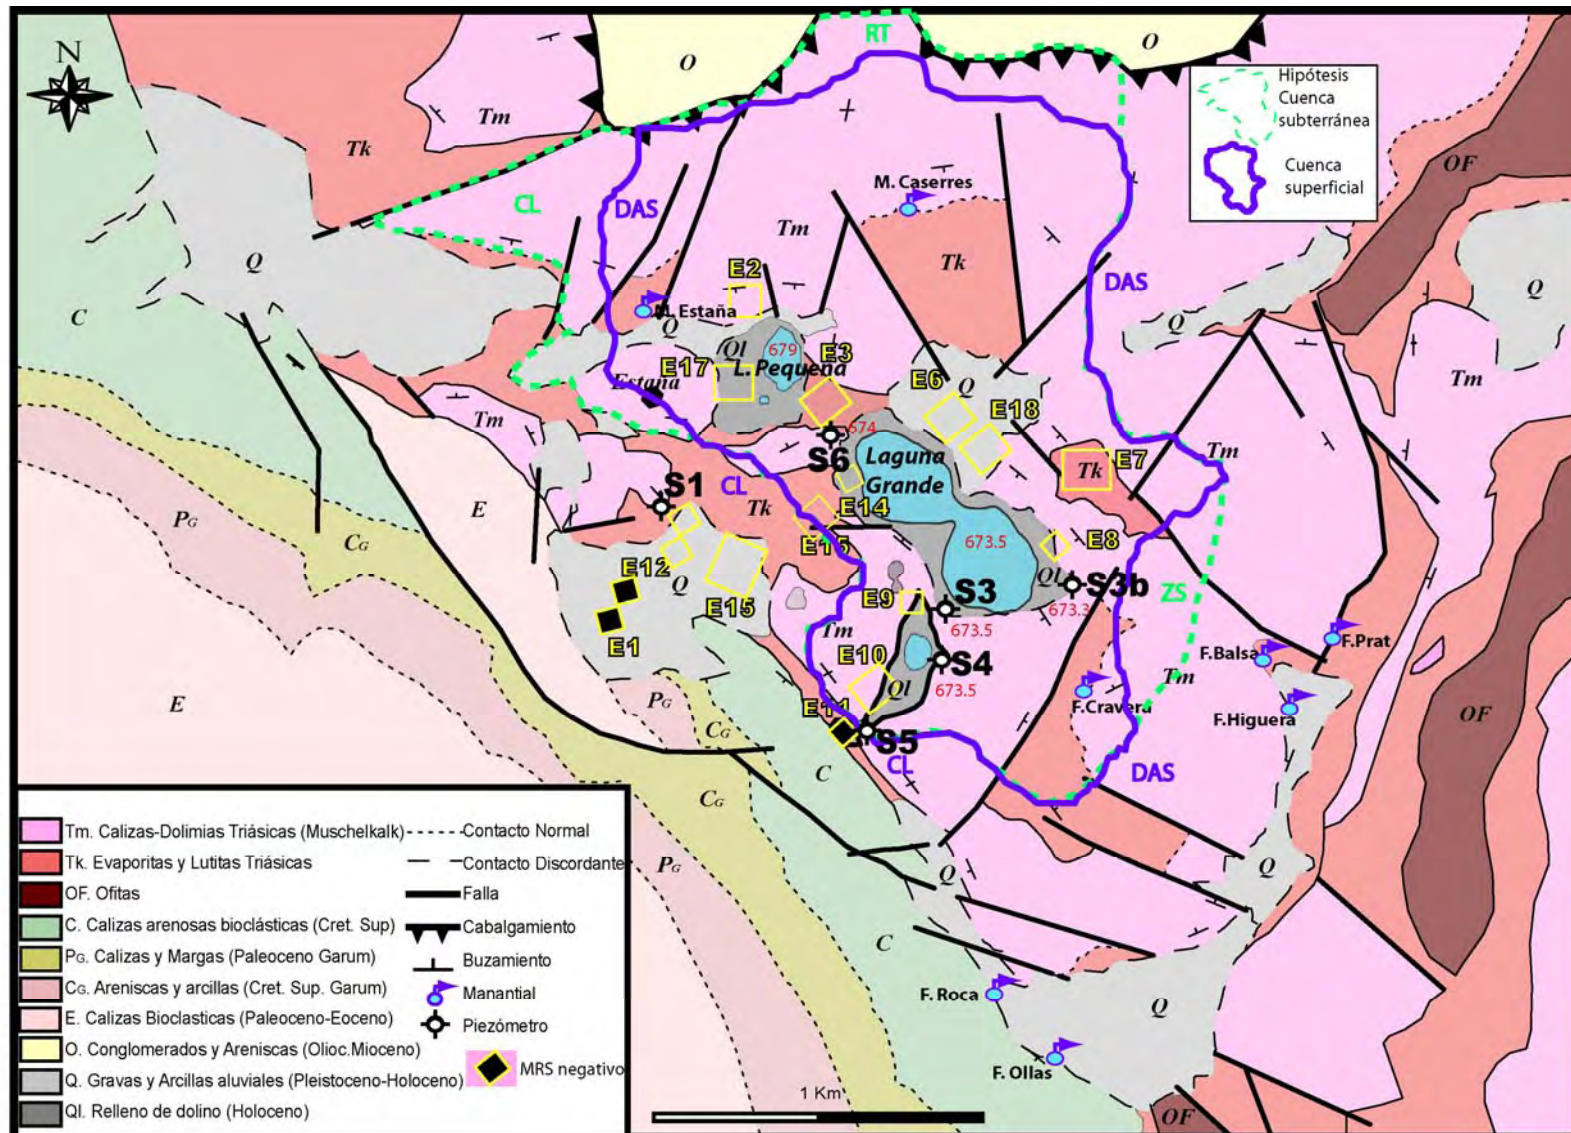 N
RT
O
O
Hipótesis
Cuenca
subterránea
Cuenca
superficial
Tm
Tk
OF
CL
DAS
M. Caserres
Tm
Tk
Q
DAS
Q
C
E2
M. Estaña
Q
Q
Ql
679
E3
E17
L. Pequeña
Estaña
E6
Q
Tm
Tm
E18
674
S6
Laguna
Grande
Tk
E7
Tm
S1
CL
Tk
E14
E
PG
CG
E15
673.5
E8
E12
Q
Ql
S3b
E15
E9
S3
673.3
ZS
E1
Tm
673.5
F.Prat
F.Balsa
E10
S4
Tm
Ql
673.5
F.Cravera
F.Higuera
PG
E
E11
CG
S5
OF
CL
C
DAS
CG
PG
Q
Q
C
F. Roca
Q
F. Ollas
OF
Tm. Calizas-Dolimias Triásicas (Muschelkalk)
Contacto Normal
Tk. Evaporitas y Lutitas Triásicas
Contacto Discordante
OF. Ofitas
Falla
C. Calizas arenosas bioclásticas (Cret. Sup)
Cabalgamiento
PG. Calizas y Margas (Paleoceno Garum)
Buzamiento
CG. Areniscas y arcillas (Cret. Sup. Garum)
Manantial
E. Calizas Bioclasticas (Paleoceno-Eoceno)
Piezómetro
O. Conglomerados y Areniscas (Olioc.Mioceno)
MRS negativo
Q. Gravas y Arcillas aluviales (Pleistoceno-Holoceno)
Ql. Relleno de dolino (Holoceno)
1 Km